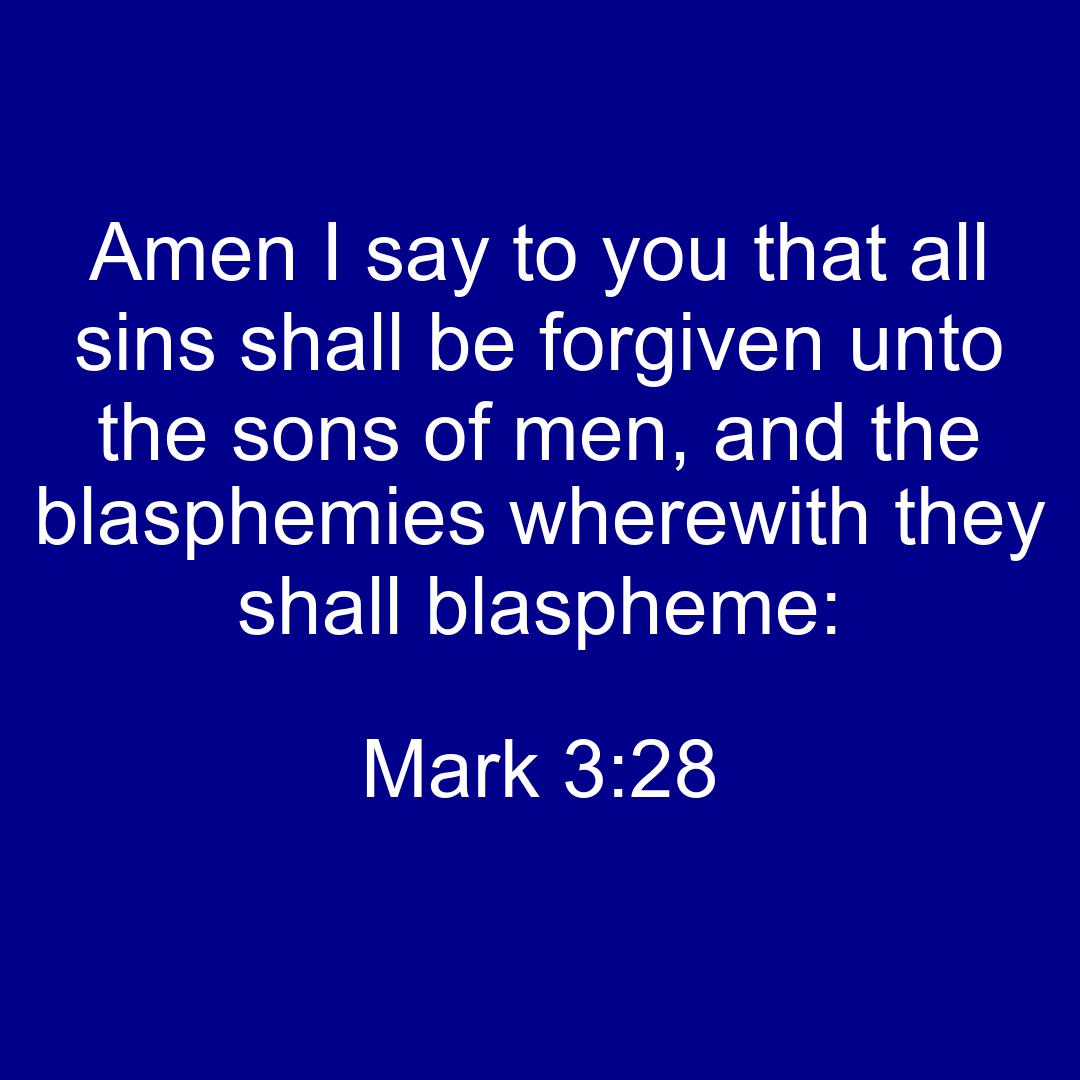 Amen I say to you that all
sins shall be forgiven unto
the sons of men, and the
blasphemies wherewith they
shall blaspheme:
Mark 3:28